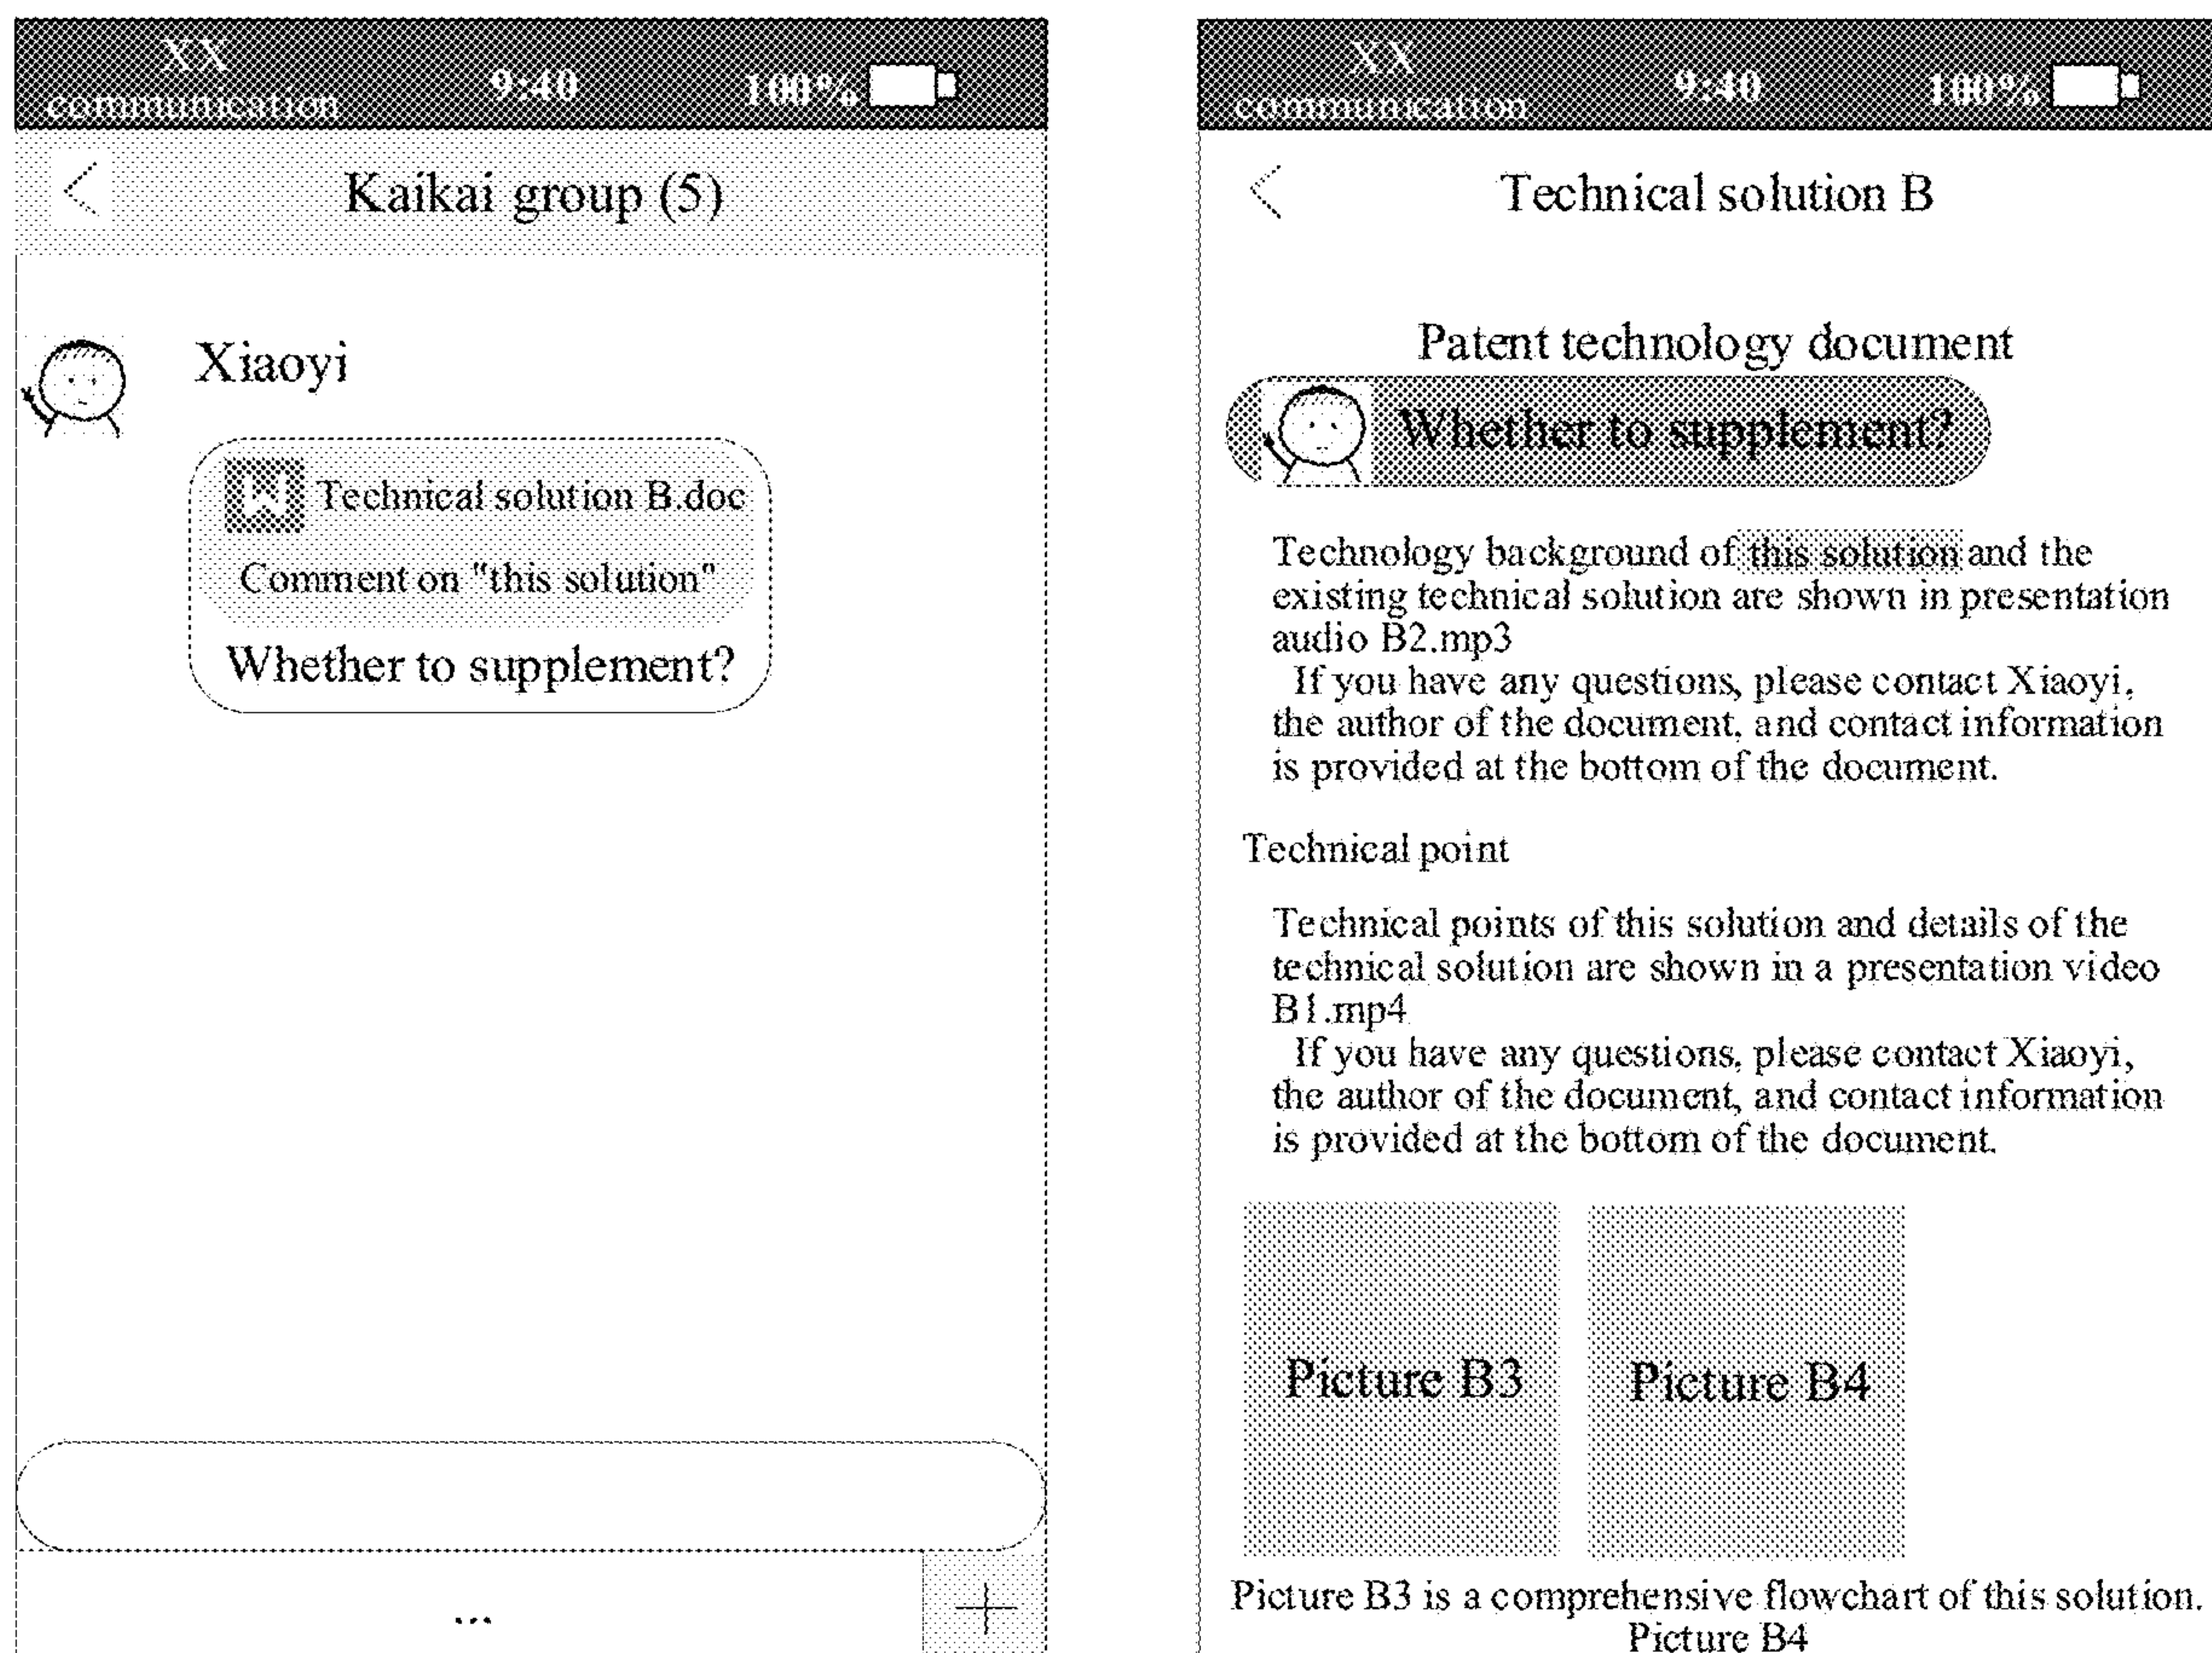 XX
communication
9:40
100%
Kaikai group (5)
Xiaoyi
Technical solution B.doc
Comment on "this solution"
Whether to supplement?
...
XX
communication
9:40
100%
Technical solution B
Patent technology document
Whether to supplement?
Technology background of this solution and the
existing technical solution are shown in presentation
audio B2.mp3
If you have any questions, please contact Xiaoyi,
the author of the document, and contact information
is provided at the bottom of the document.
Technical point
Technical points of this solution and details of the
technical solution are shown in a presentation video
B1.mp4
If you have any questions, please contact Xiaoyi,
the author of the document, and contact information
is provided at the bottom of the document.
Picture B3
Picture B4
Picture B3 is a comprehensive flowchart of this solution.
Picture B4